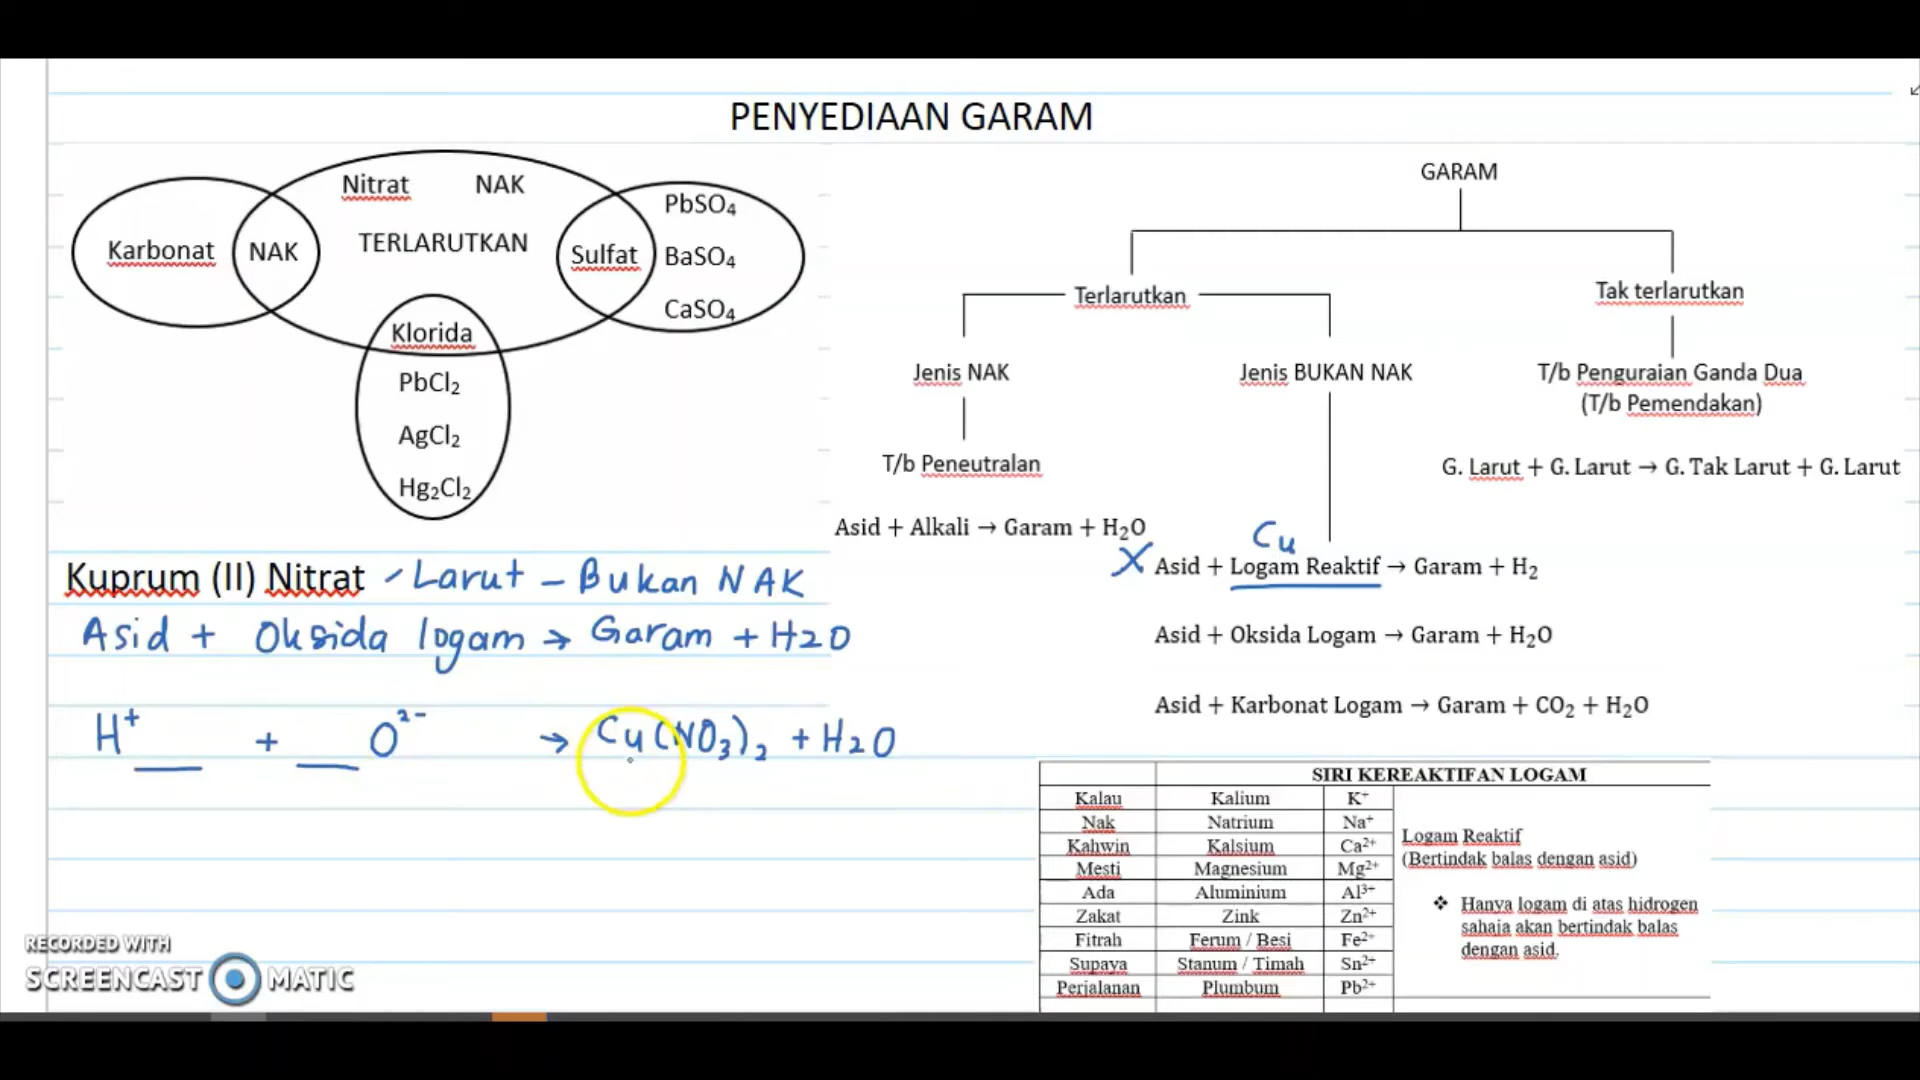 PENYEDIAAN GARAM
Nitrat NAK
Karbonat NAK TERLARUTKAN Sulfat
PbSO₄
BaSO₄
CaSO₄
Klorida
PbCl₂
AgCl₂
Hg₂Cl₂
GARAM
Terlarutkan
Tak terlarutkan
Jenis NAK
Jenis BUKAN NAK
T/b Penguraian Ganda Dua
(T/b Pemendakan)
T/b Peneutralan
G. Larut + G. Larut → G. Tak Larut + G. Larut
Asid + Alkali → Garam + H₂O
Cu
X Asid + Logam Reaktif → Garam + H₂
Asid + Oksida Logam → Garam + H₂O
Asid + Karbonat Logam → Garam + CO₂ + H₂O
Kuprum (II) Nitrat - Larut - Bukan NAK
Asid + Oksida logam → Garam + H2O
H⁺ __ + __ O²⁻ → Cu(NO₃)₂ + H₂O
SIRI KEREAKTIFAN LOGAM
Kalau Kalium K⁺
Nak Natrium Na⁺
Kahwin Kalsium Ca²⁺
Mesti Magnesium Mg²⁺
Ada Aluminium Al³⁺
Zakat Zink Zn²⁺
Fitrah Ferum / Besi Fe²⁺
Supaya Stanum / Timah Sn²⁺
Perjalanan Plumbum Pb²⁺
Logam Reaktif
(Bertindak balas dengan asid)
❖ Hanya logam di atas hidrogen
sahaja akan bertindak balas
dengan asid.
RECORDED WITH
SCREENCAST MATIC